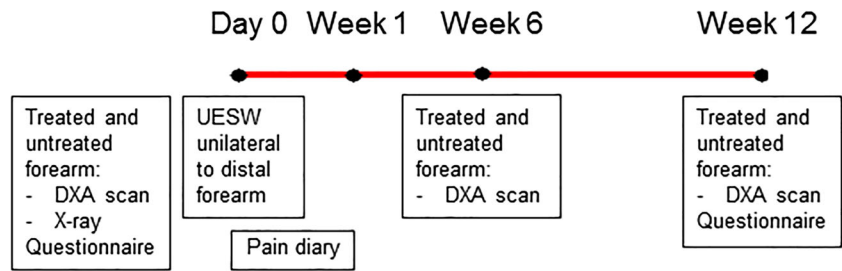 Day 0 Week 1 Week 6 Week 12
Treated and
untreated
forearm:
- DXA scan
- X-ray
Questionnaire
UESW
unilateral
to distal
forearm
Pain diary
Treated and
untreated
forearm:
- DXA scan
Treated and
untreated
forearm:
- DXA scan
Questionnaire